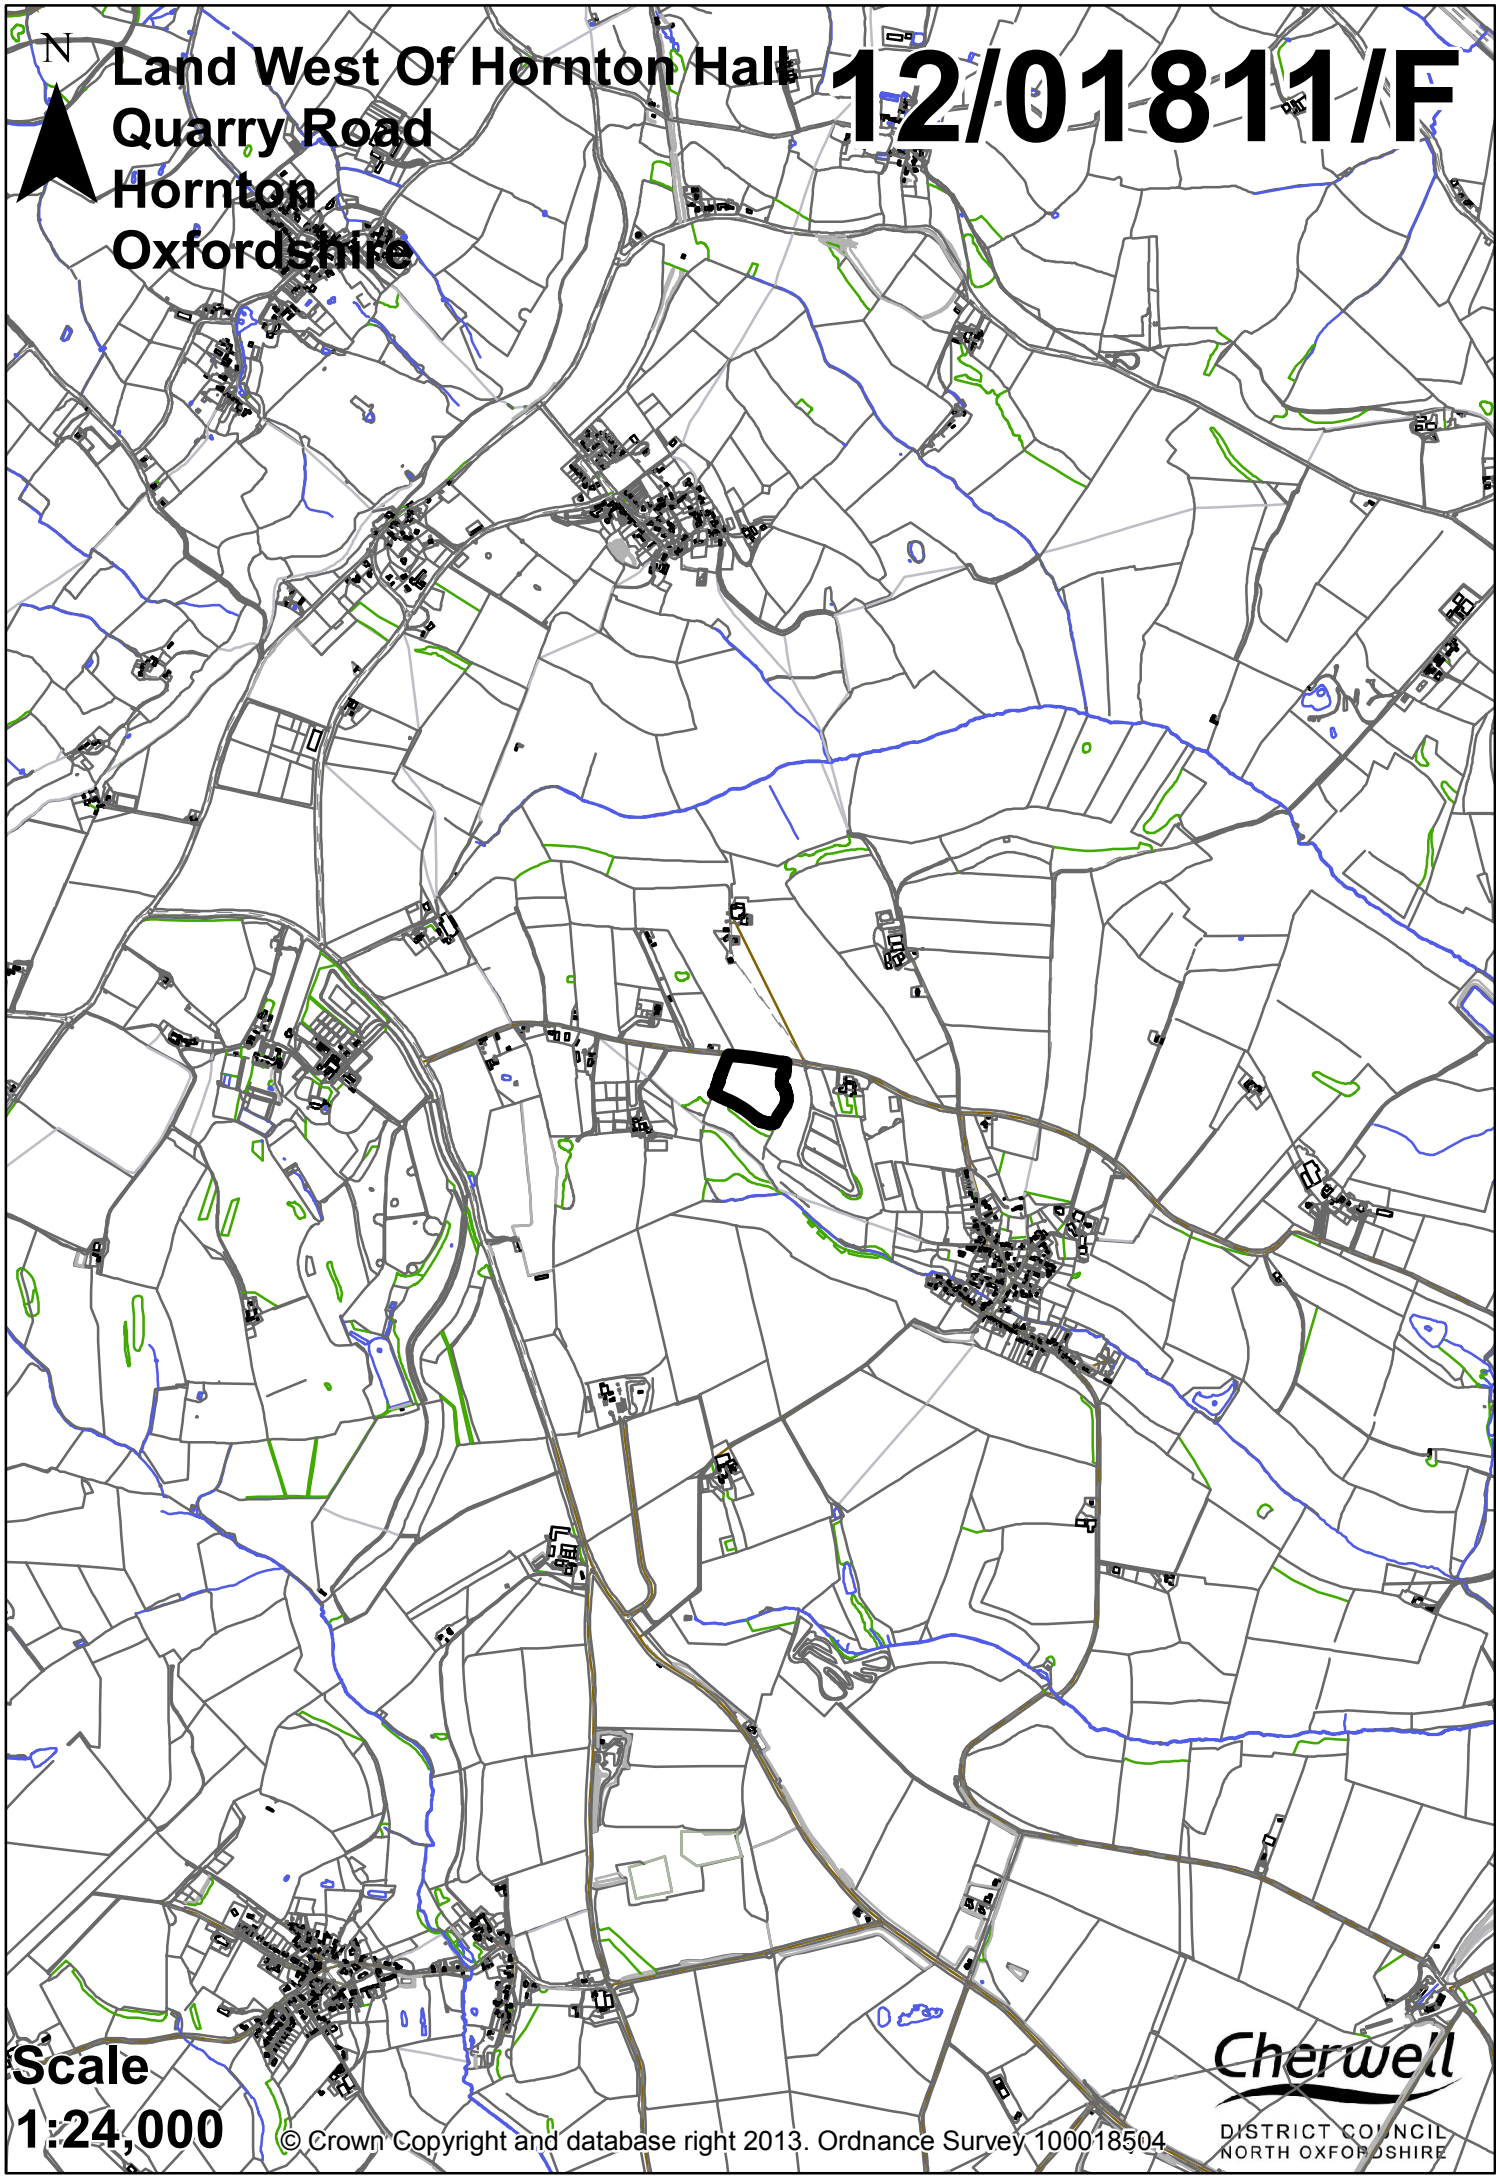 N
Land West Of Hornton Hall
Quarry Road
Hornton
Oxfordshire
12/01811/F
Scale
1:24,000
© Crown Copyright and database right 2013. Ordnance Survey 100018504
Cherwell
DISTRICT COUNCIL
NORTH OXFORDSHIRE